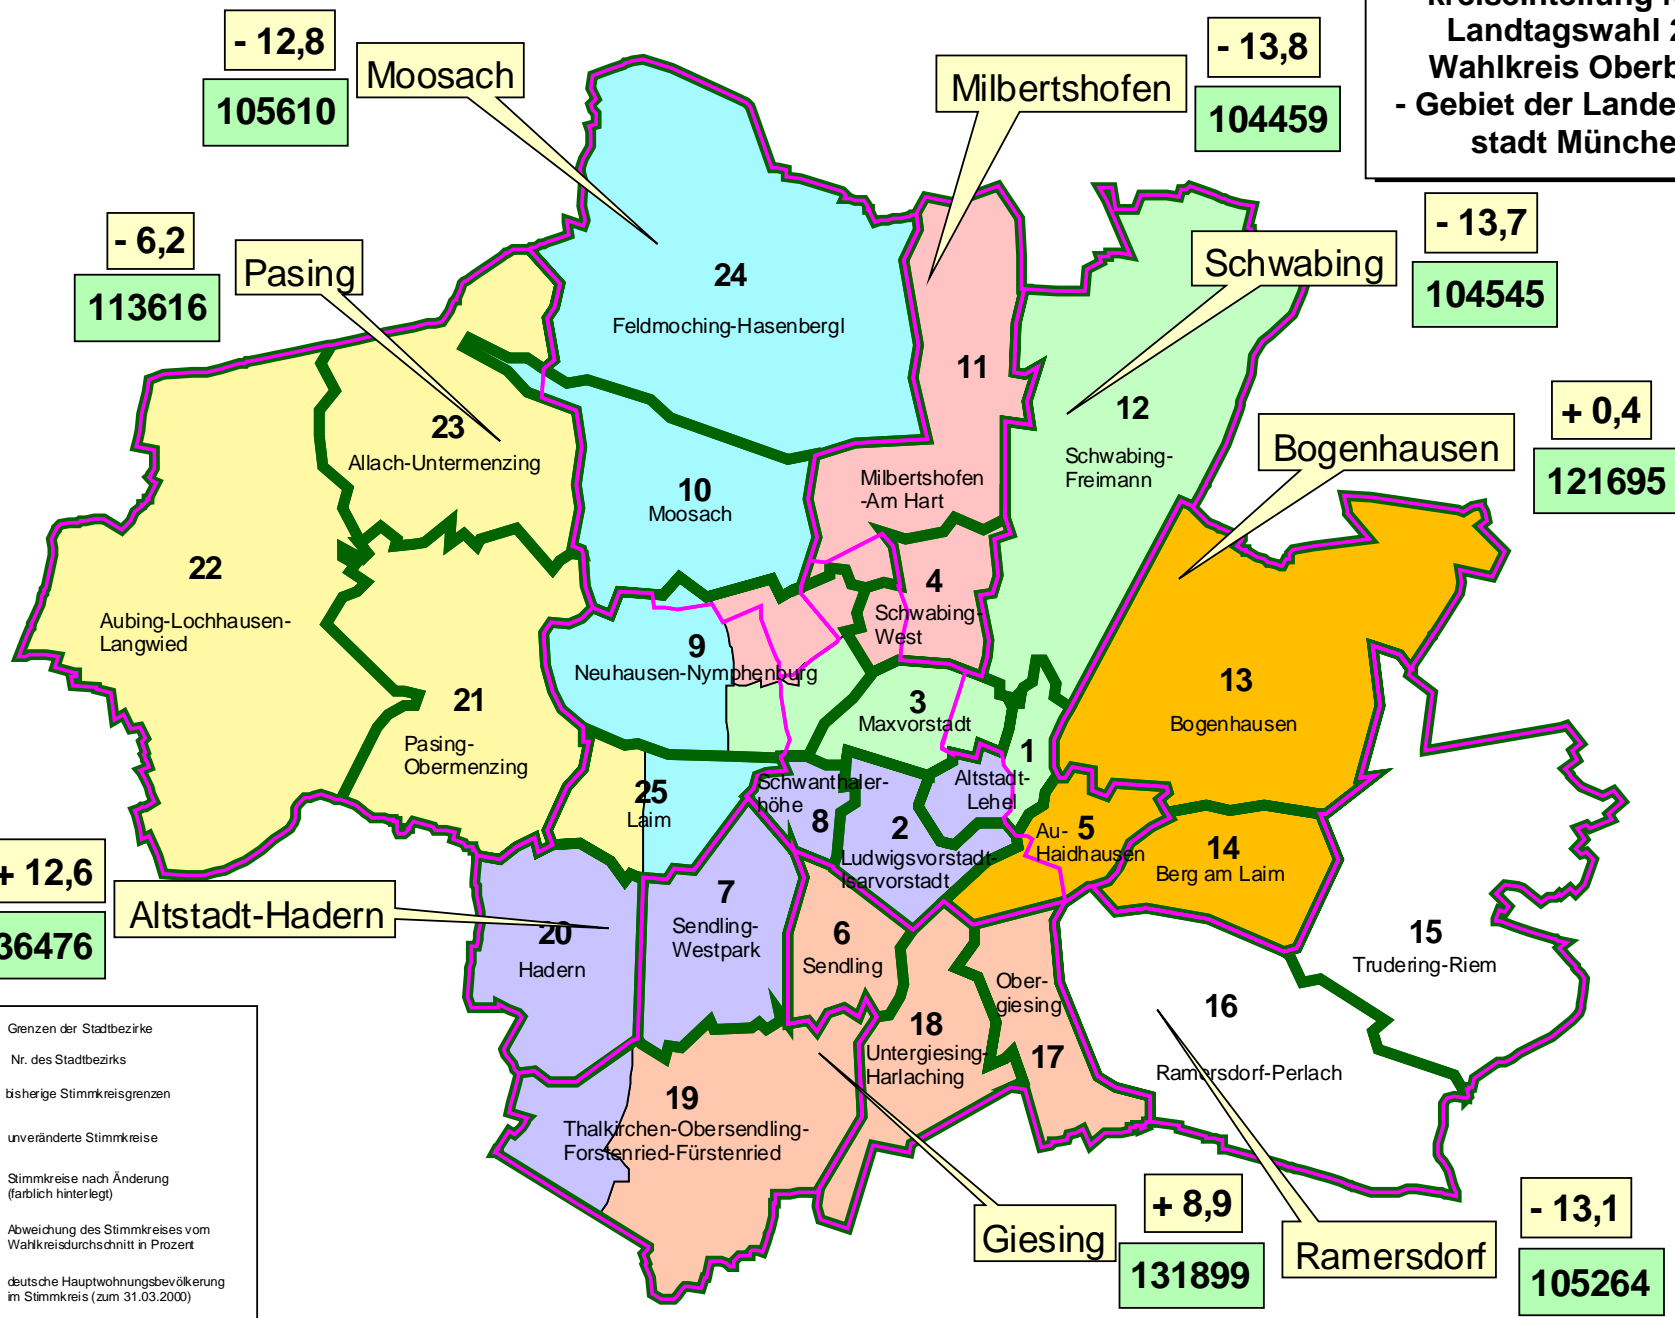 Landtagswahl
Wahlkreis
- Gebiet der
stadt
- 12,8
105610
Moosach
Milbertshofen
- 13,8
104459
- 6,2
113616
Pasing
Schwabing
- 13,7
104545
24
Feldmoching-Hasenbergl
11
12
Schwabing-
Freimann
Bogenhausen
+ 0,4
121695
23
Allach-Untermenzing
Milbertshofen
-Am Hart
10
Moosach
22
Aubing-Lochhausen-
Langwied
4
Schwabing-
West
9
Neuhausen-Nymphenburg
13
Bogenhausen
21
Pasing-
Obermenzing
3
Maxvorstadt
1
Altstadt-
Lehel
25
Laim
Schwanthaler-
höhe
8
2
Ludwigsvorstadt-
Isarvorstadt
Au-
5
Haidhausen
14
Berg am Laim
+ 12,6
36476
Altstadt-Hadern
20
Hadern
7
Sendling-
Westpark
6
Sendling
15
Trudering-Riem
Ober-
giesing
17
18
Untergiesing-
Harlaching
16
Ramersdorf-Perlach
19
Thalkirchen-Obersendling-
Forstenried-Fürstenried
Giesing
+ 8,9
131899
Ramersdorf
- 13,1
105264
Grenzen der Stadtbezirke
Nr. des Stadtbezirks
bisherige Stimmkreisgrenzen
unveränderte Stimmkreise
Stimmkreise nach Änderung
(farblich hinterlegt)
Abweichung des Stimmkreises vom
Wahlkreisdurchschnitt in Prozent
deutsche Hauptwohnungsbevölkerung
im Stimmkreis (zum 31.03.2000)